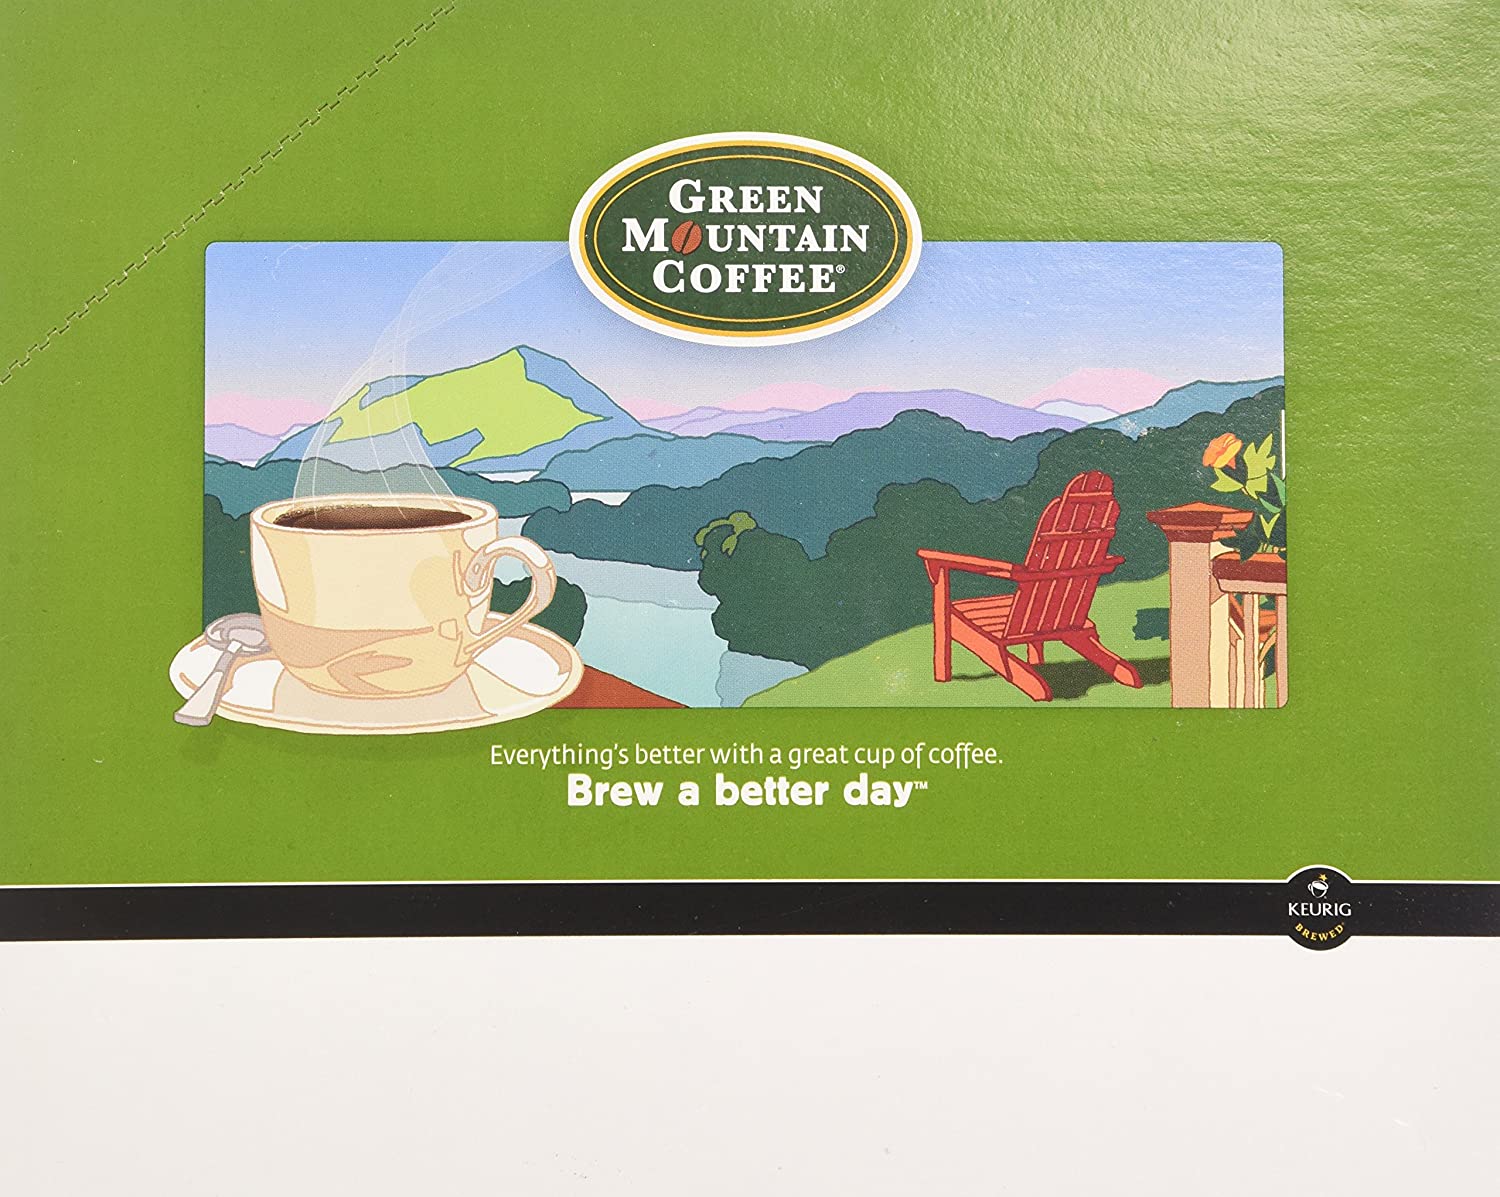 GREEN
MOUNTAIN
COFFEE®
Everything's better with a great cup of coffee.
Brew a better day™
KEURIG
BREWED®